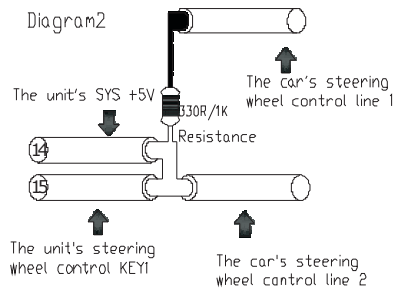 Diagram2
The car's steering
wheel control line 1
The unit's SYS +5V
330R/1K
Resistance
14
15
The unit's steering
wheel control KEY1
The car's steering
wheel cantral line 2